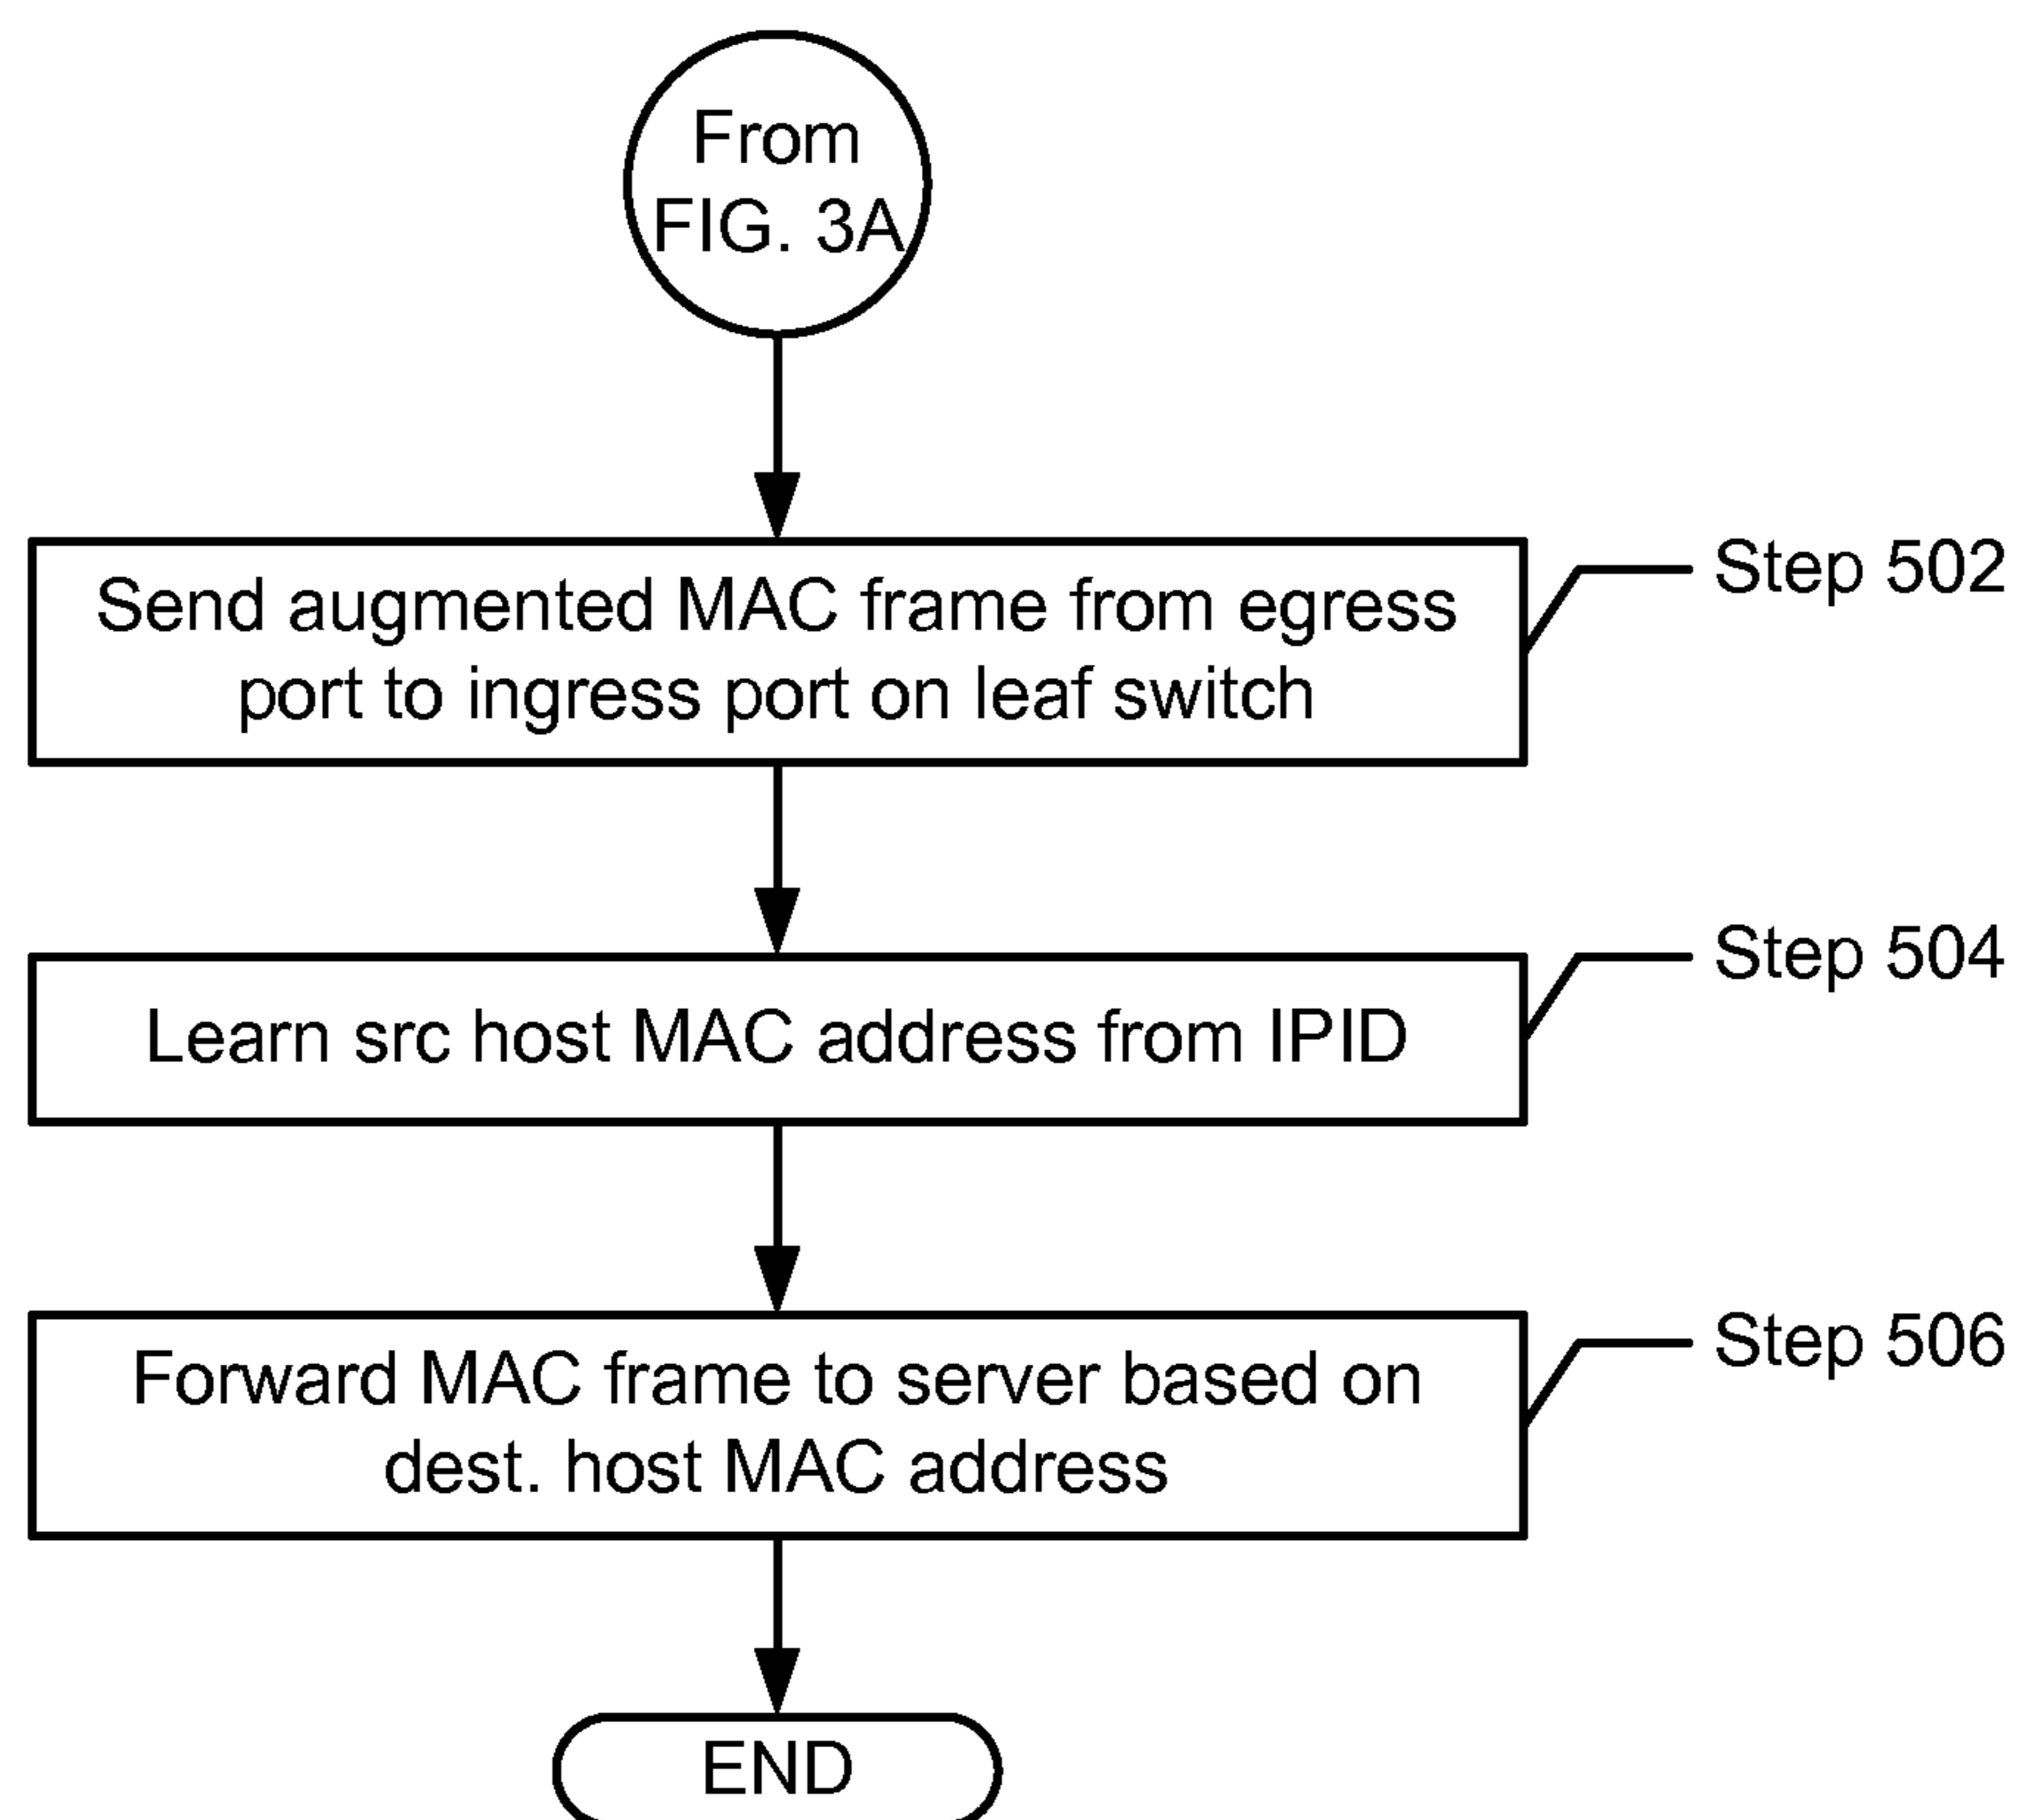 From
FIG. 3A
Send augmented MAC frame from egress
port to ingress port on leaf switch
Step 502
Learn src host MAC address from IPID
Step 504
Forward MAC frame to server based on
dest. host MAC address
Step 506
END